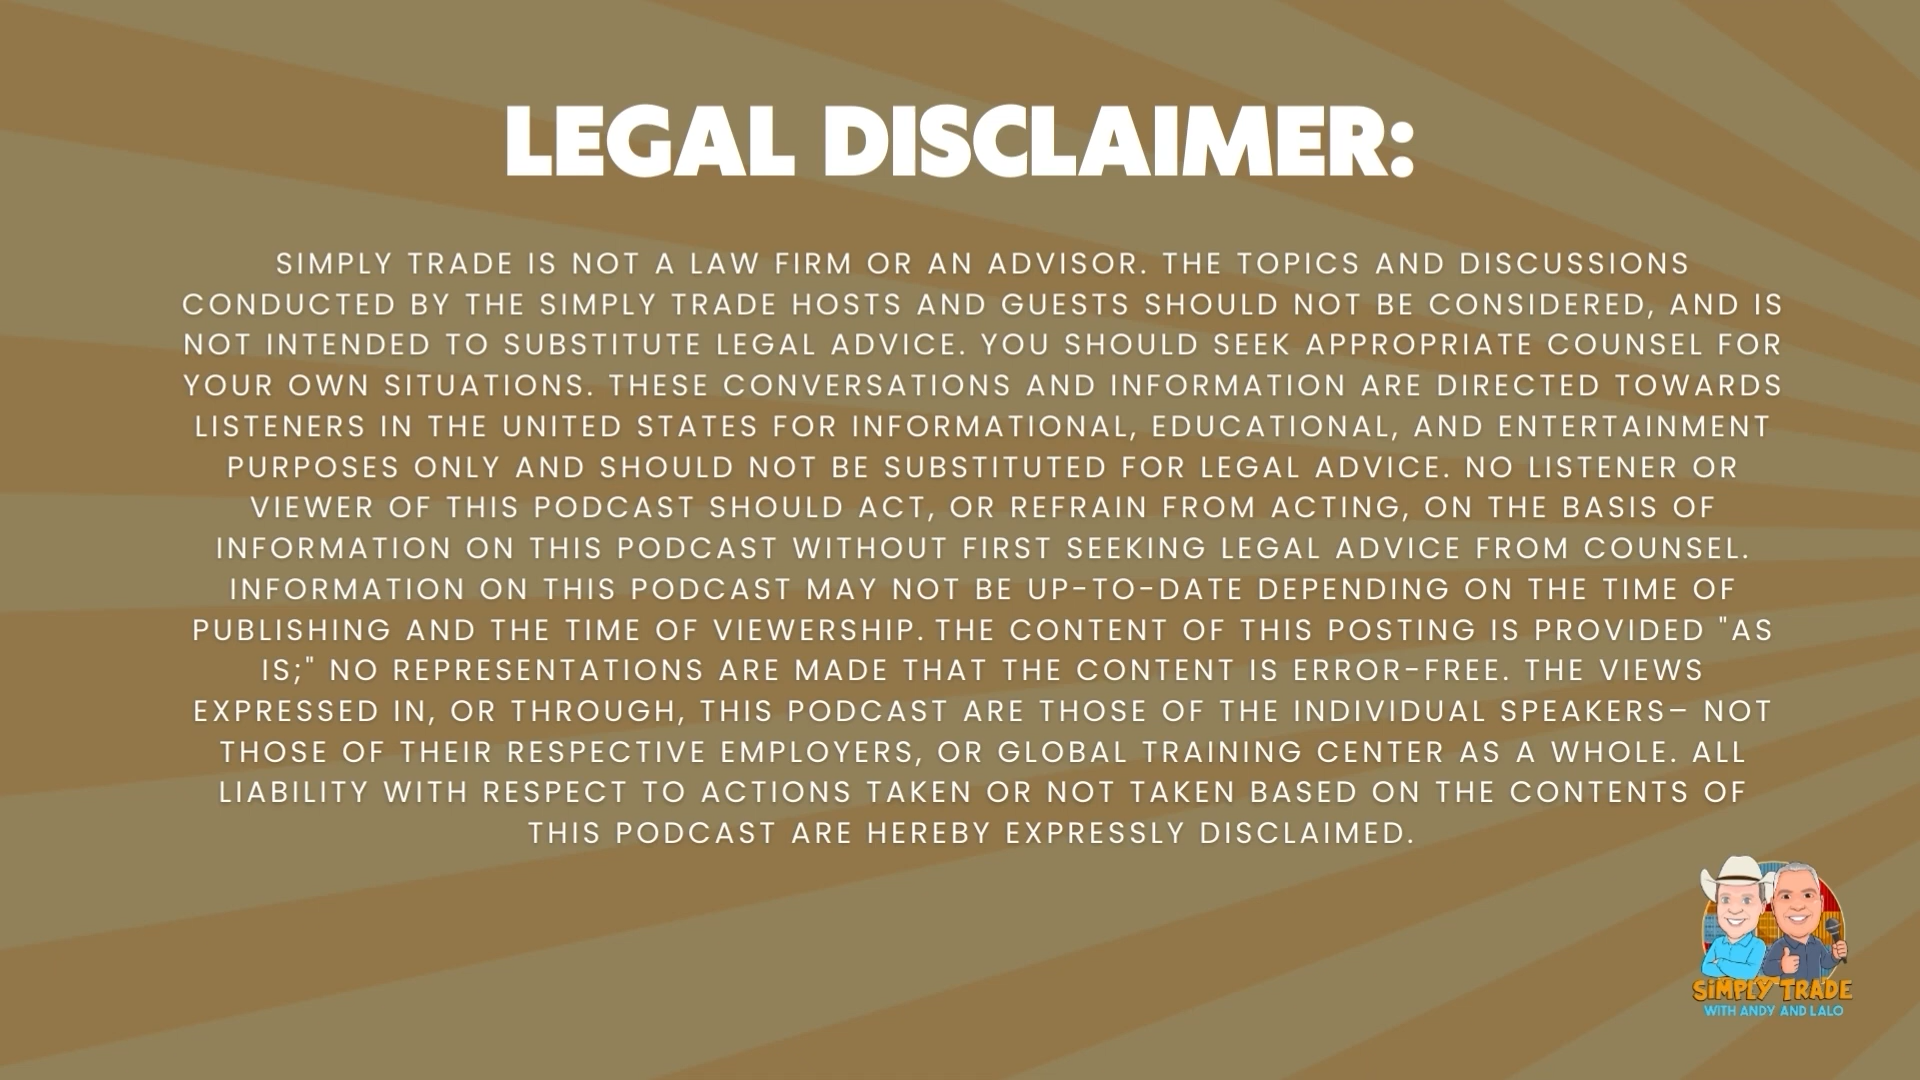 LEGAL DISCLAIMER:
SIMPLY TRADE IS NOT A LAW FIRM OR AN ADVISOR. THE TOPICS AND DISCUSSIONS
CONDUCTED BY THE SIMPLY TRADE HOSTS AND GUESTS SHOULD NOT BE CONSIDERED, AND IS
NOT INTENDED TO SUBSTITUTE LEGAL ADVICE. YOU SHOULD SEEK APPROPRIATE COUNSEL FOR
YOUR OWN SITUATIONS. THESE CONVERSATIONS AND INFORMATION ARE DIRECTED TOWARDS
LISTENERS IN THE UNITED STATES FOR INFORMATIONAL, EDUCATIONAL, AND ENTERTAINMENT
PURPOSES ONLY AND SHOULD NOT BE SUBSTITUTED FOR LEGAL ADVICE. NO LISTENER OR
VIEWER OF THIS PODCAST SHOULD ACT, OR REFRAIN FROM ACTING, ON THE BASIS OF
INFORMATION ON THIS PODCAST WITHOUT FIRST SEEKING LEGAL ADVICE FROM COUNSEL.
INFORMATION ON THIS PODCAST MAY NOT BE UP-TO-DATE DEPENDING ON THE TIME OF
PUBLISHING AND THE TIME OF VIEWERSHIP. THE CONTENT OF THIS POSTING IS PROVIDED "AS
IS;" NO REPRESENTATIONS ARE MADE THAT THE CONTENT IS ERROR-FREE. THE VIEWS
EXPRESSED IN, OR THROUGH, THIS PODCAST ARE THOSE OF THE INDIVIDUAL SPEAKERS– NOT
THOSE OF THEIR RESPECTIVE EMPLOYERS, OR GLOBAL TRAINING CENTER AS A WHOLE. ALL
LIABILITY WITH RESPECT TO ACTIONS TAKEN OR NOT TAKEN BASED ON THE CONTENTS OF
THIS PODCAST ARE HEREBY EXPRESSLY DISCLAIMED.
SIMPLY TRADE
WITH ANDY AND LALO